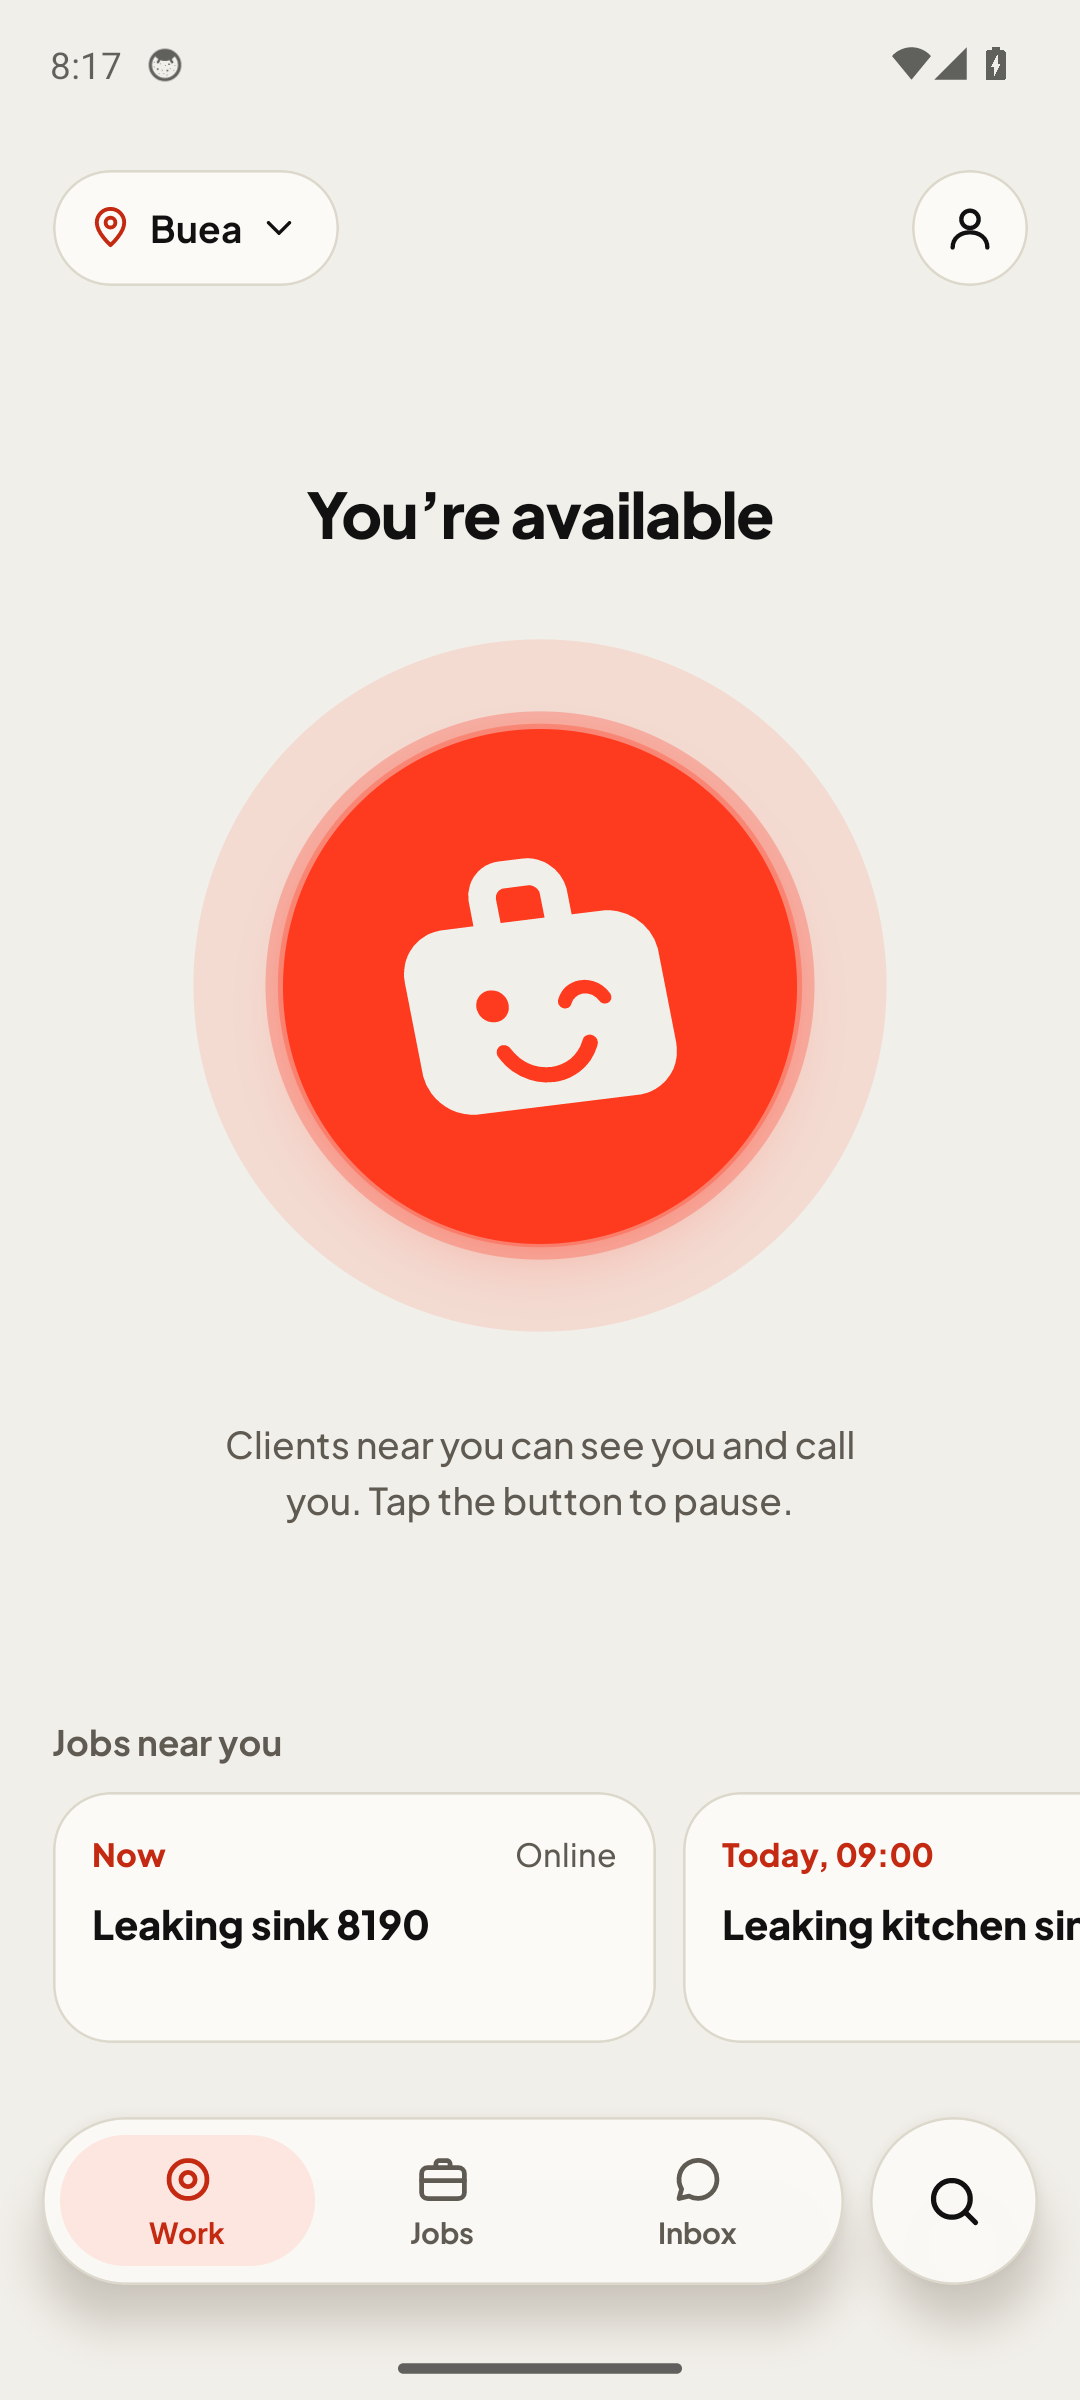 8:17
Buea
You’re available
Clients near you can see you and call
you. Tap the button to pause.
Jobs near you
Now
Online
Leaking sink 8190
Today, 09:00
Leaking kitchen sin
Work
Jobs
Inbox